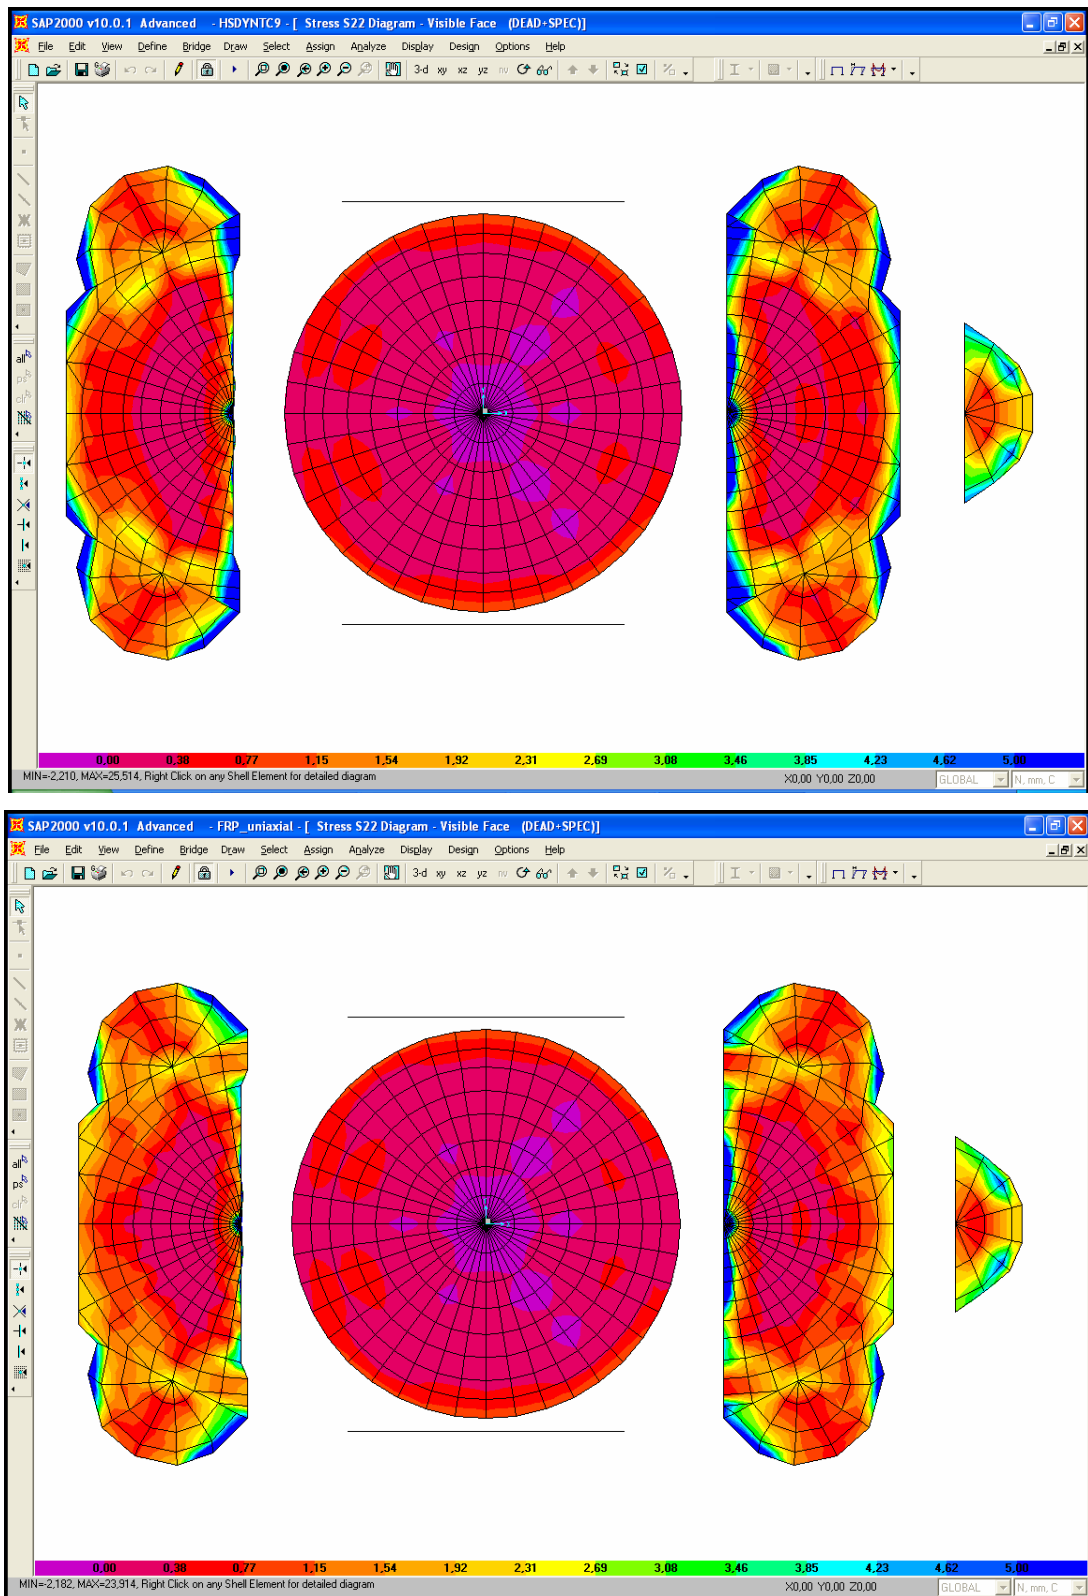 SAP2000 v10.0.1 Advanced - HSDYNTC9 - [ Stress S22 Diagram - Visible Face (DEAD+SPEC)]
File Edit View Define Bridge Draw Select Assign Analyze Display Design Options Help
3-d xy xz yz nv
all
ps
clr
0,00 0,38 0,77 1,15 1,54 1,92 2,31 2,69 3,08 3,46 3,85 4,23 4,62 5,00
MIN=-2,210, MAX=25,514, Right Click on any Shell Element for detailed diagram X0,00 Y0,00 Z0,00 GLOBAL N, mm, C
SAP2000 v10.0.1 Advanced - FRP_uniaxial - [ Stress S22 Diagram - Visible Face (DEAD+SPEC)]
File Edit View Define Bridge Draw Select Assign Analyze Display Design Options Help
3-d xy xz yz nv
all
ps
clr
0,00 0,38 0,77 1,15 1,54 1,92 2,31 2,69 3,08 3,46 3,85 4,23 4,62 5,00
MIN=-2,182, MAX=23,914, Right Click on any Shell Element for detailed diagram X0,00 Y0,00 Z0,00 GLOBAL N, mm, C